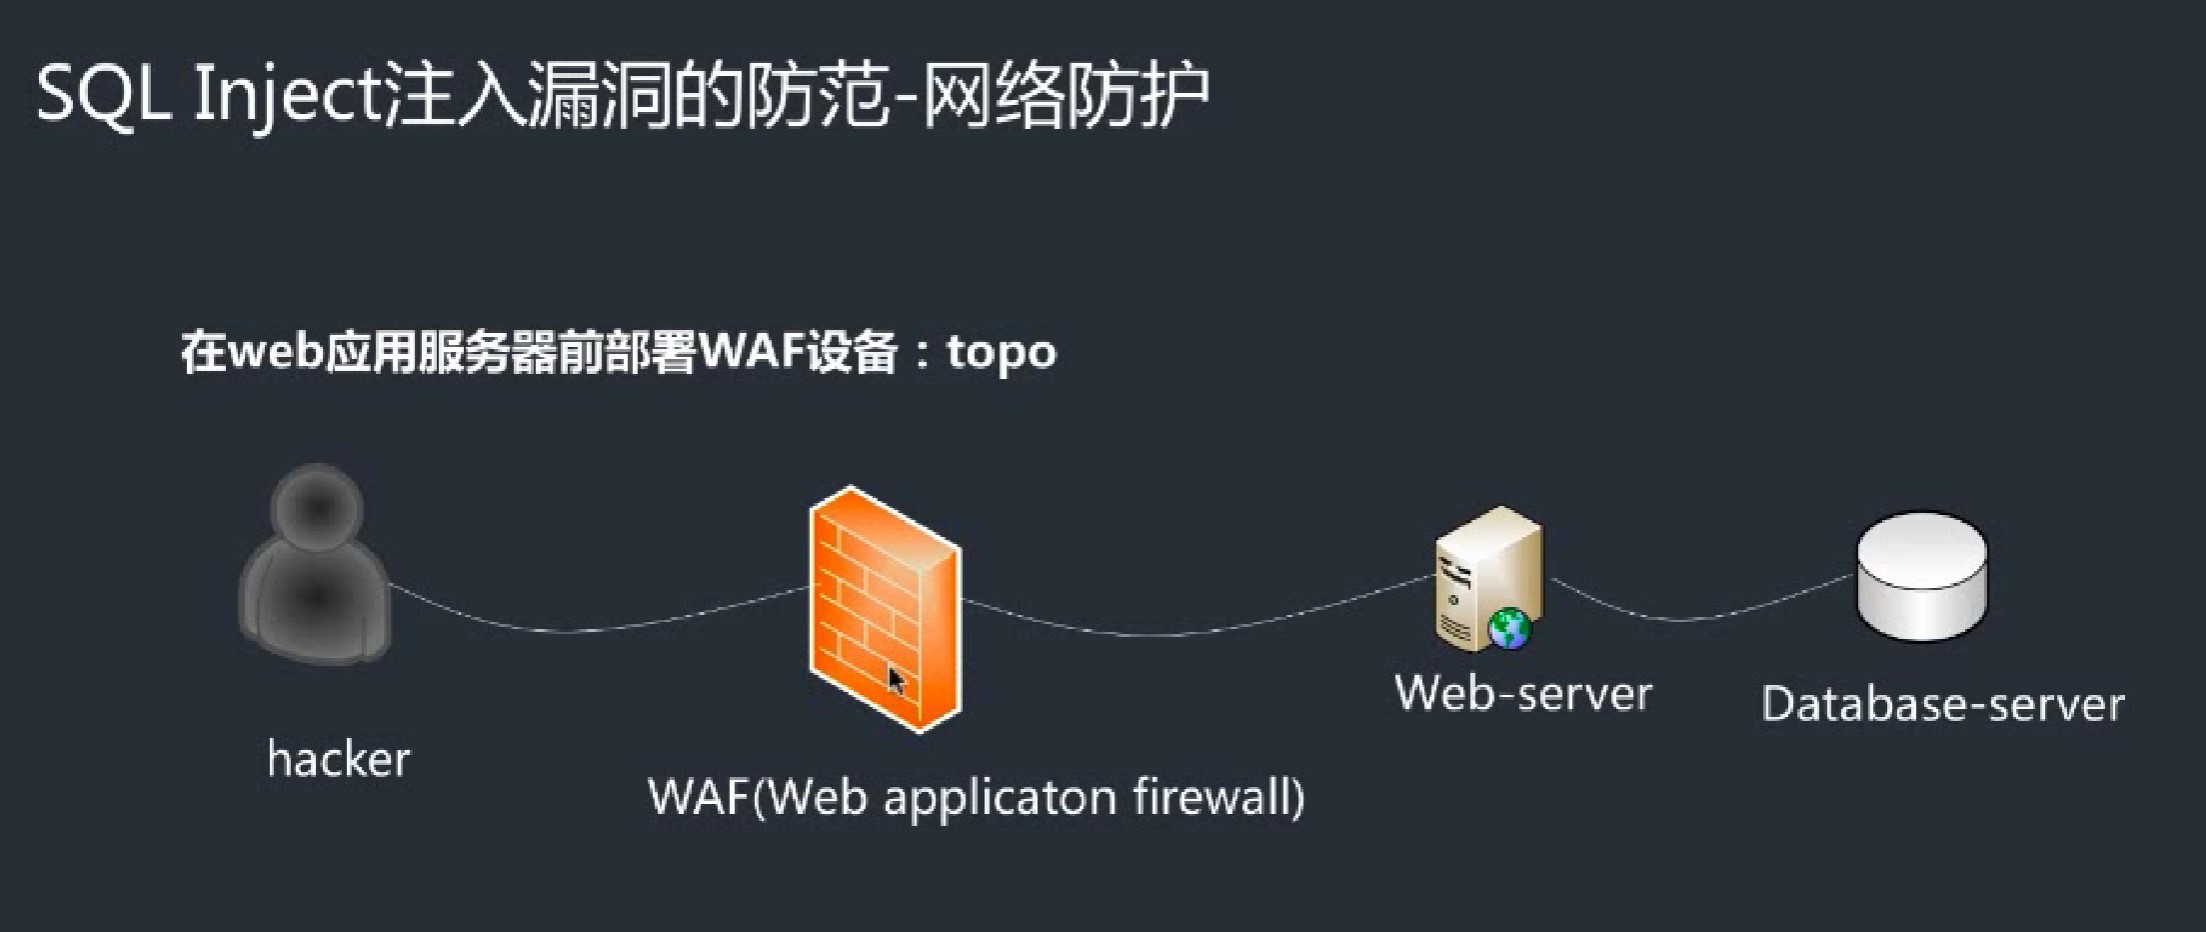 SQL Inject注入漏洞的防范-网络防护
在web应用服务器前部署WAF设备：topo
hacker
WAF(Web applicaton firewall)
Web-server
Database-server